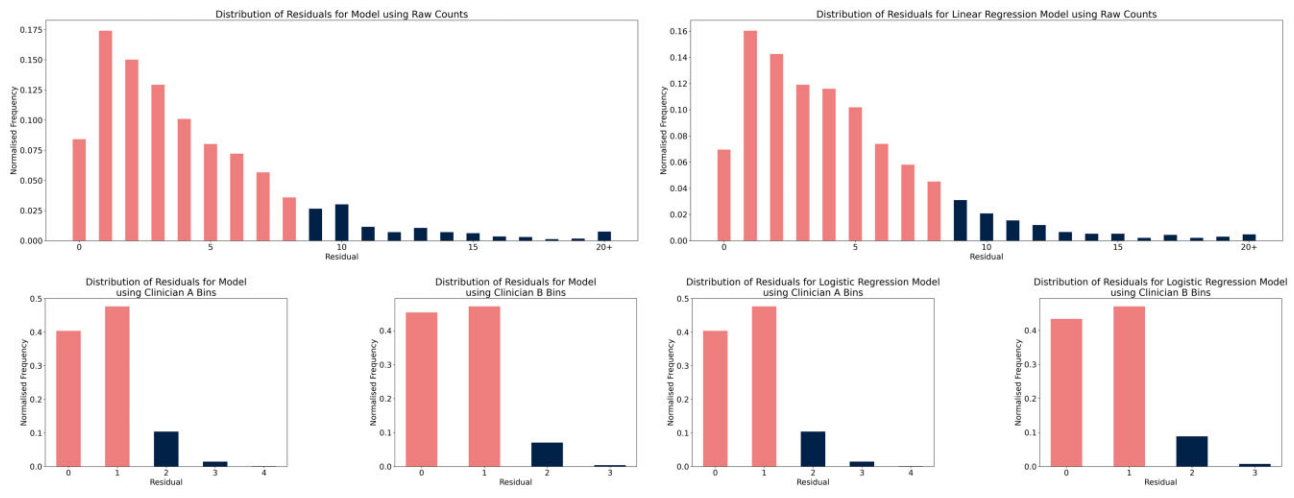 Distribution of Residuals for Model using Raw Counts
Normalised Frequency
0.175
0.150
0.125
0.100
0.075
0.050
0.025
0.000
0 5 10 15 20+
Residual
Distribution of Residuals for Linear Regression Model using Raw Counts
Normalised Frequency
0.16
0.14
0.12
0.10
0.08
0.06
0.04
0.02
0.00
0 5 10 15 20+
Residual
Distribution of Residuals for Model
using Clinician A Bins
Normalised Frequency
0.5
0.4
0.3
0.2
0.1
0.0
0 1 2 3 4
Residual
Distribution of Residuals for Model
using Clinician B Bins
Normalised Frequency
0.4
0.3
0.2
0.1
0.0
0 1 2 3
Residual
Distribution of Residuals for Logistic Regression Model
using Clinician A Bins
Normalised Frequency
0.5
0.4
0.3
0.2
0.1
0.0
0 1 2 3 4
Residual
Distribution of Residuals for Logistic Regression Model
using Clinician B Bins
Normalised Frequency
0.4
0.3
0.2
0.1
0.0
0 1 2 3
Residual